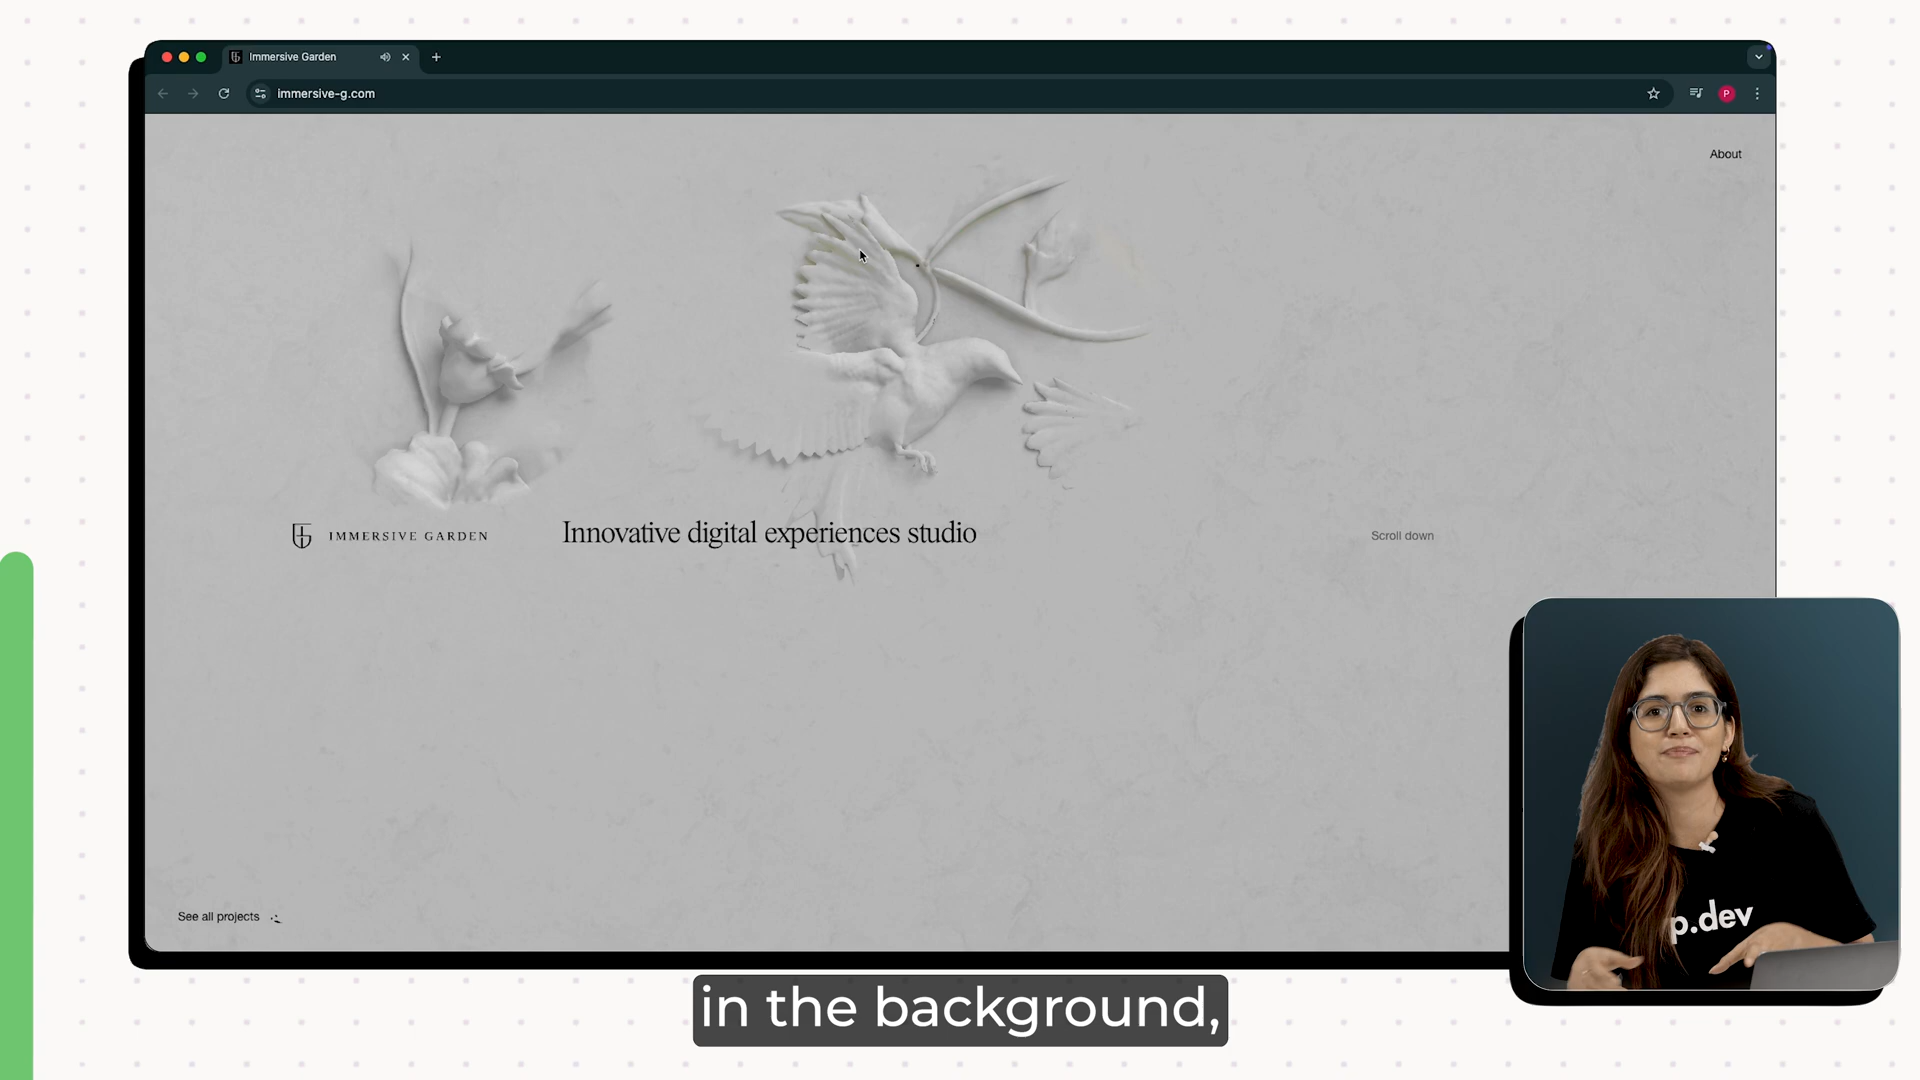 Immersive Garden
immersive-g.com
P
About
IMMERSIVE GARDEN
Innovative digital experiences studio
Scroll down
See all projects
p.dev
in the background,